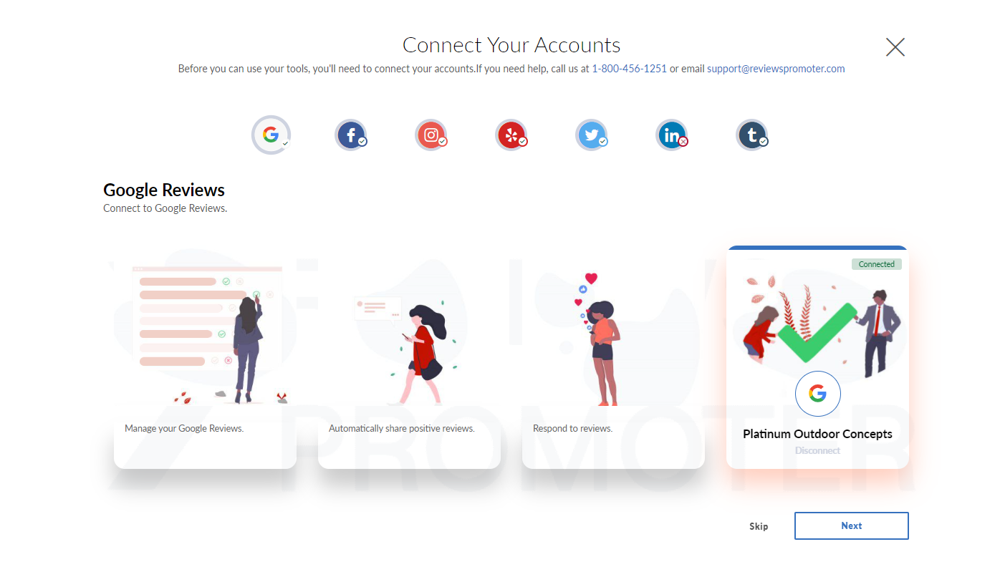 Connect Your Accounts
Before you can use your tools, you'll need to connect your accounts.If you need help, call us at 1-800-456-1251 or email support@reviewspromoter.com
f
in
t
Google Reviews
Connect to Google Reviews.
Connected
Manage your Google Reviews.
Automatically share positive reviews.
Respond to reviews.
Platinum Outdoor Concepts
Disconnect
PROMOTER
Skip
Next